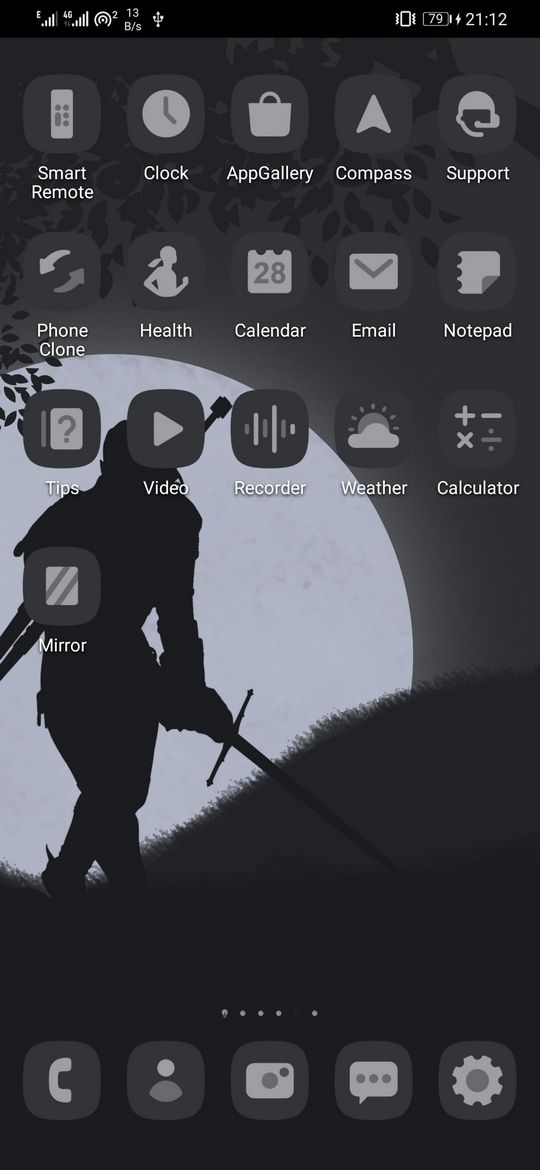 E 4G 2 13 B/s 79 21:12
Smart Remote Clock AppGallery Compass Support
28
Phone Clone Health Calendar Email Notepad
?
Tips Video Recorder Weather Calculator
Mirror